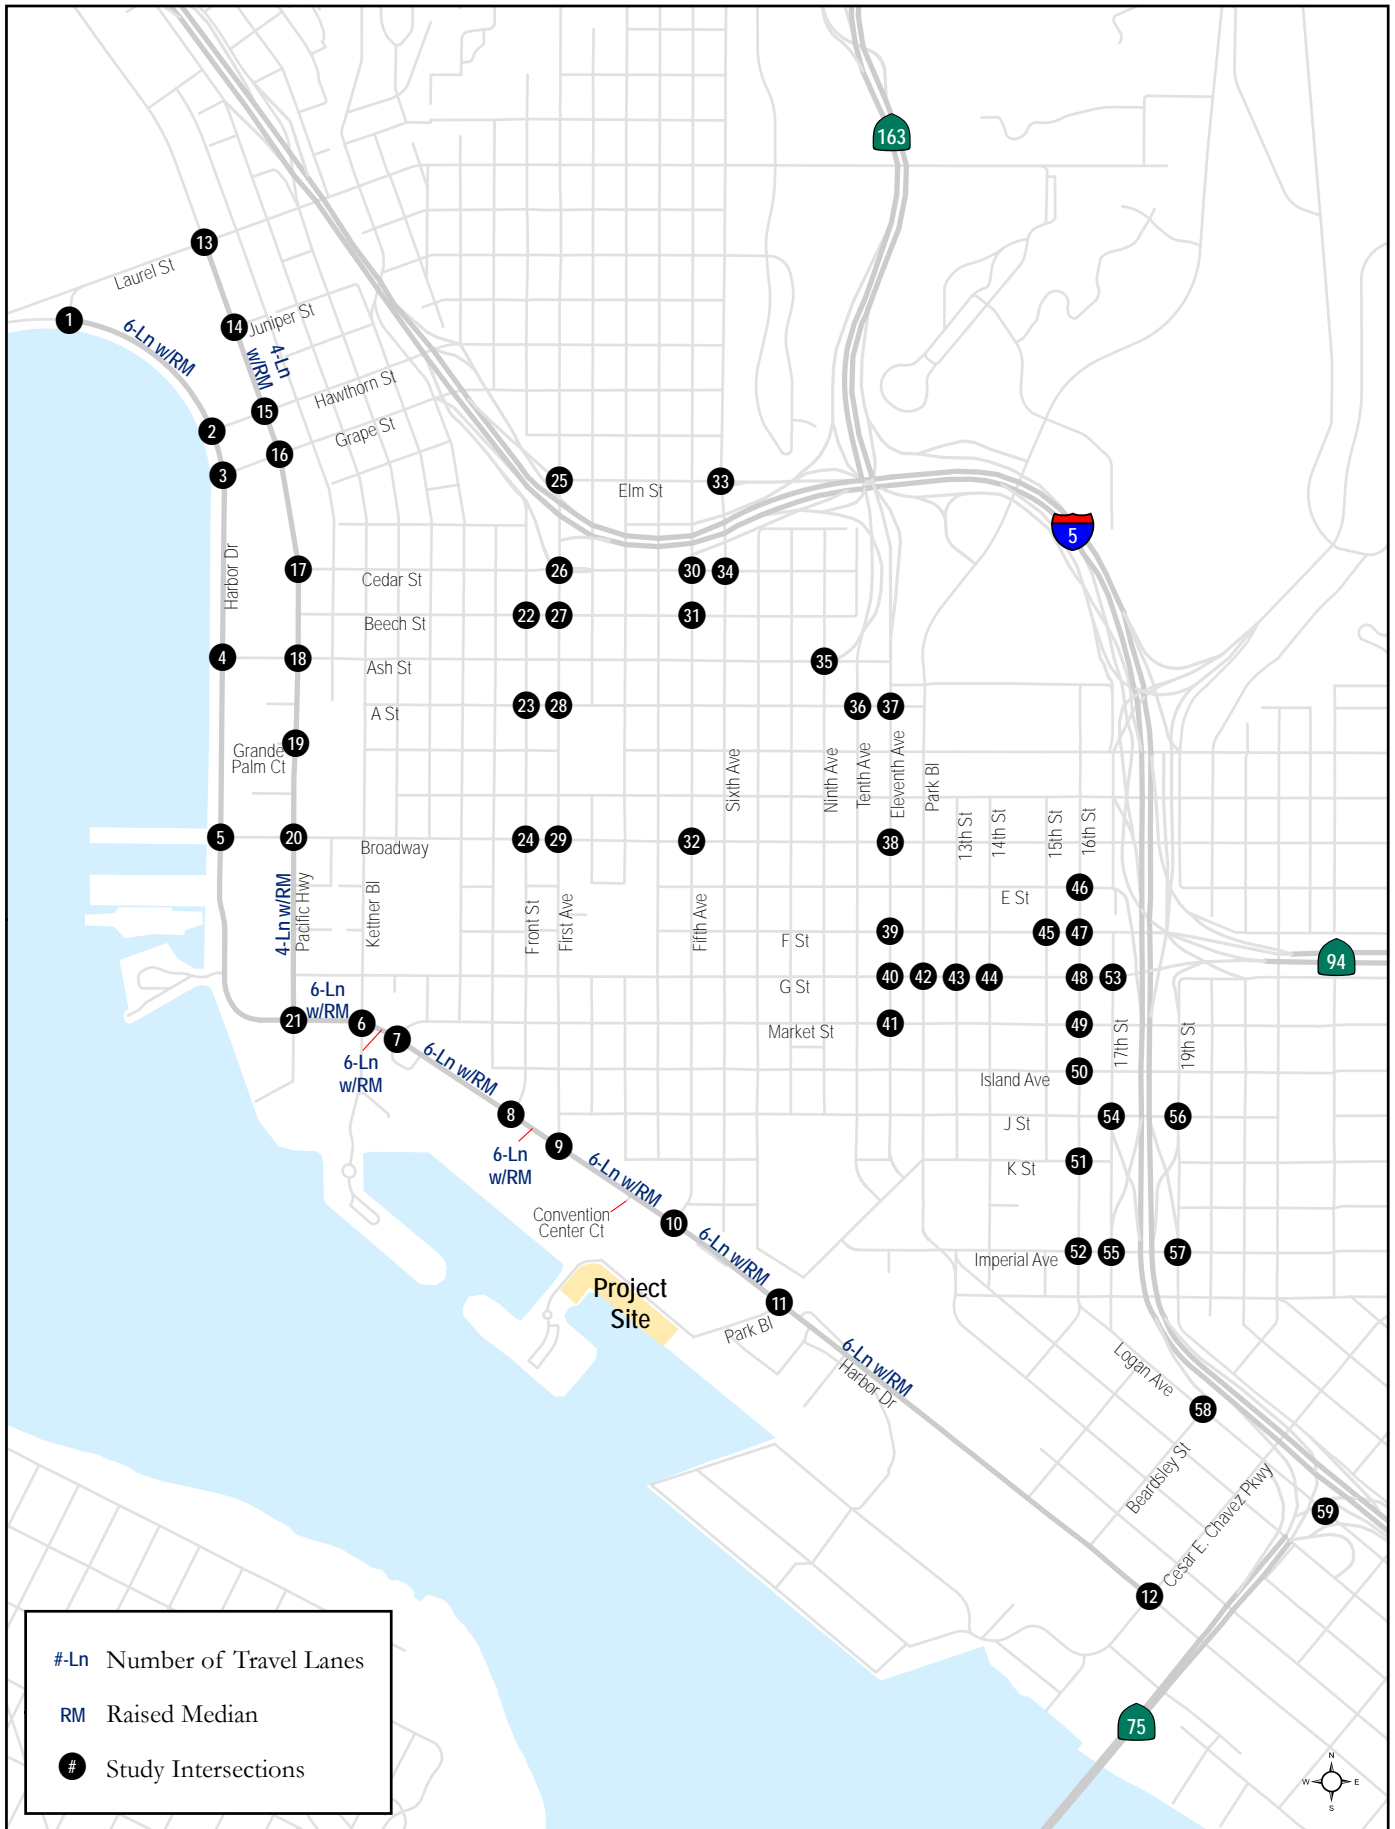 163
13
Laurel St
1
6-Ln w/RM
14
Juniper St
4-Ln
w/RM
Hawthorn St
15
2
Grape St
16
3
25
Elm St
33
5
Harbor Dr
17
Cedar St
26
30
34
22
27
31
Beech St
4
18
Ash St
35
23
28
A St
36
37
19
Grande
Palm Ct
Sixth Ave
Ninth Ave
Tenth Ave
Eleventh Ave
Park Bl
13th St
14th St
15th St
16th St
5
20
Broadway
24
29
32
38
4-Ln w/RM
Pacific Hwy
Kettner Bl
Front St
First Ave
Fifth Ave
46
E St
39
F St
45
47
94
40
42
43
44
48
53
G St
6-Ln
w/RM
21
6
7
41
Market St
49
17th St
19th St
6-Ln
w/RM
6-Ln w/RM
50
Island Ave
8
54
56
J St
9
6-Ln
w/RM
51
K St
6-Ln w/RM
Convention
Center Ct
10
6-Ln w/RM
52
55
57
Imperial Ave
Project
Site
11
Park Bl
6-Ln w/RM
Harbor Dr
Logan Ave
58
Beardsley St
Cesar E. Chavez Pkwy
59
12
75
#-Ln Number of Travel Lanes
RM Raised Median
# Study Intersections
N
W E
S